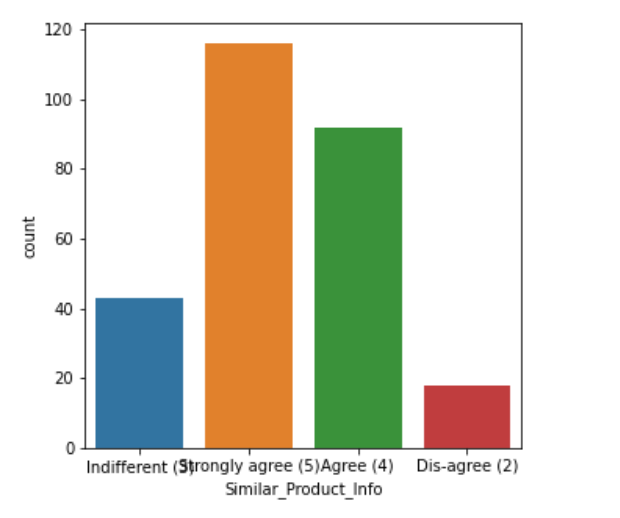 120
100
80
60
40
20
0
count
Indifferent (3) Strongly agree (5) Agree (4) Dis-agree (2)
Similar_Product_Info